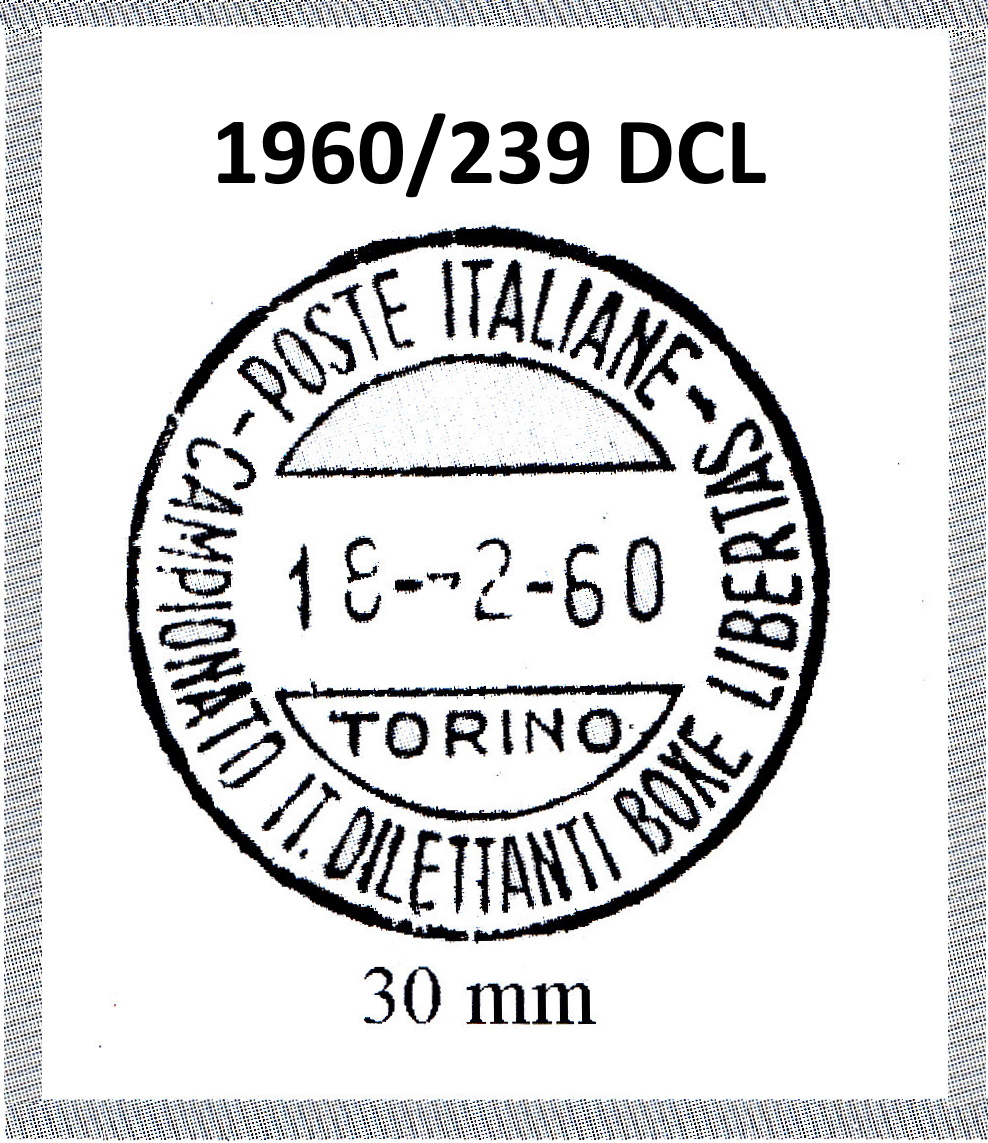 1960/239 DCL
- POSTE ITALIANE -
CAMPIONATO IT. DILETTANTI BOXE LIBERTAS
18--2-60
TORINO
30 mm